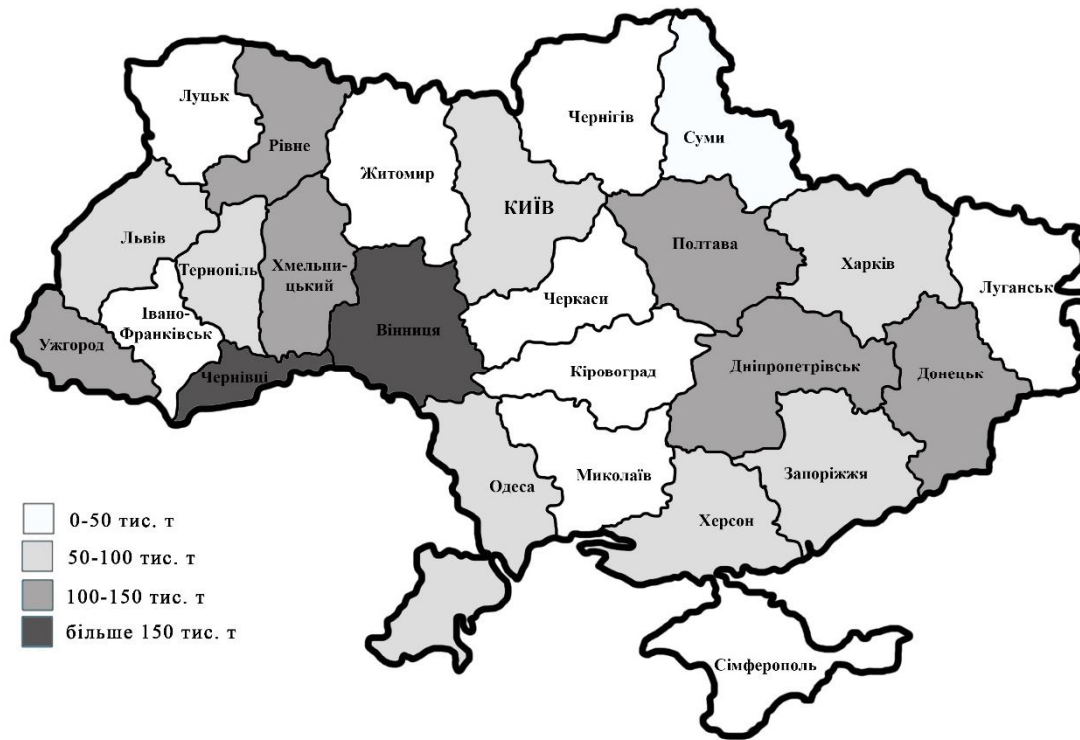 Луцьк
Рівне
Житомир
КИЇВ
Чернігів
Суми
Львів
Тернопіль
Хмельни-
цький
Полтава
Харків
Луганськ
Івано-
Франківськ
Вінниця
Черкаси
Ужгород
Чернівці
Кіровоград
Дніпропетрівськ
Донецьк
Одеса
Миколаїв
Запоріжжя
Херсон
Сімферополь
0-50 тис. т
50-100 тис. т
100-150 тис. т
більше 150 тис. т